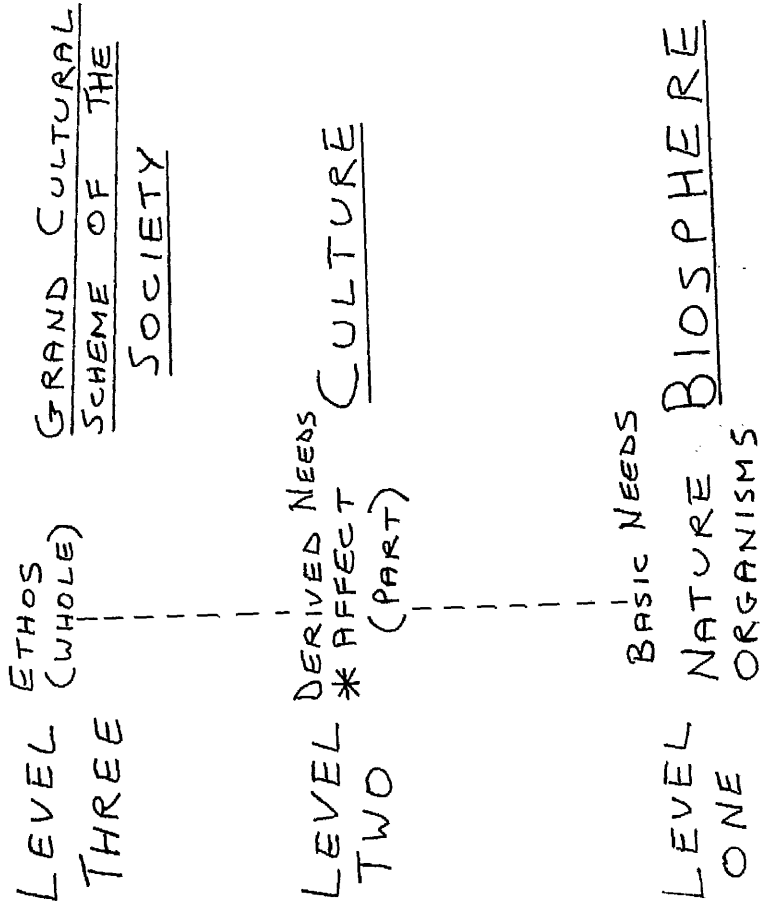 LEVEL THREE
ETHOS
(WHOLE)
GRAND CULTURAL
SCHEME OF THE
SOCIETY
LEVEL TWO
DERIVED NEEDS
* AFFECT
(PART)
CULTURE
LEVEL ONE
BASIC NEEDS
NATURE
ORGANISMS
BIOSPHERE